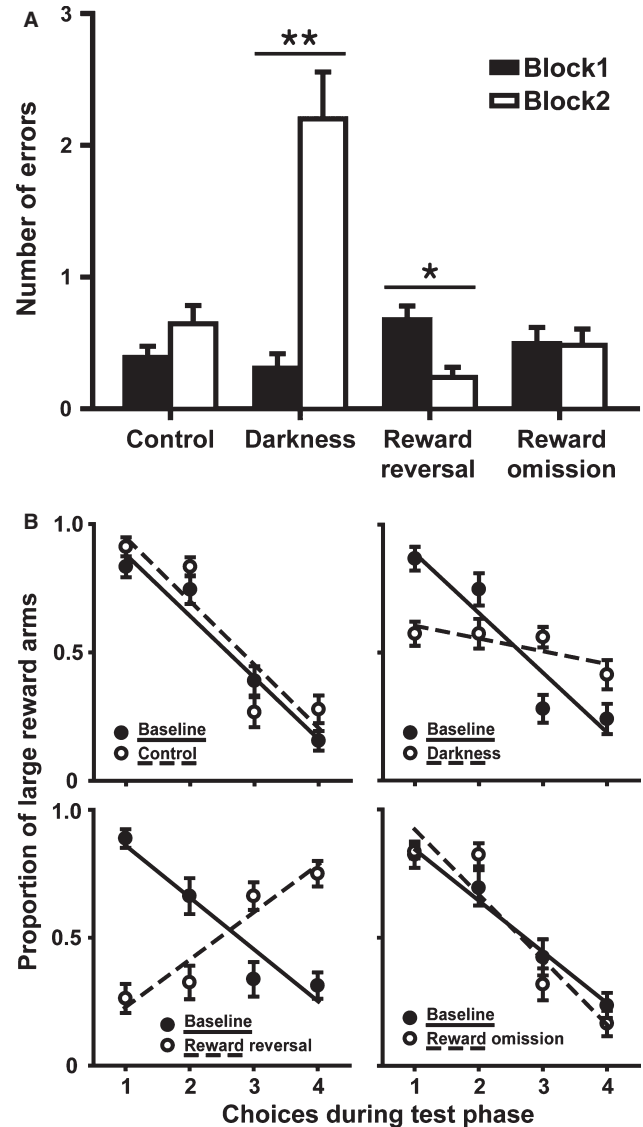 A
3
2
1
0
Number of errors
**
*
Block1
Block2
Control
Darkness
Reward
reversal
Reward
omission
B
Proportion of large reward arms
1.0
0.5
0
Baseline
Control
Baseline
Darkness
1.0
0.5
0
Baseline
Reward reversal
1 2 3 4
Baseline
Reward omission
1 2 3 4
Choices during test phase